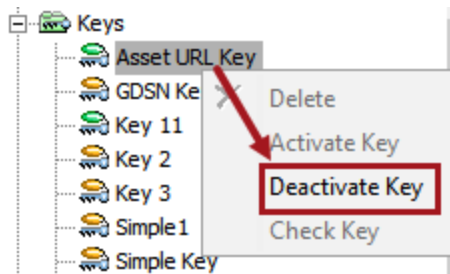 Keys
Asset URL Key
GDSN Ke
Key 11
Key 2
Key 3
Simple1
Simple Key
Delete
Activate Key
Deactivate Key
Check Key